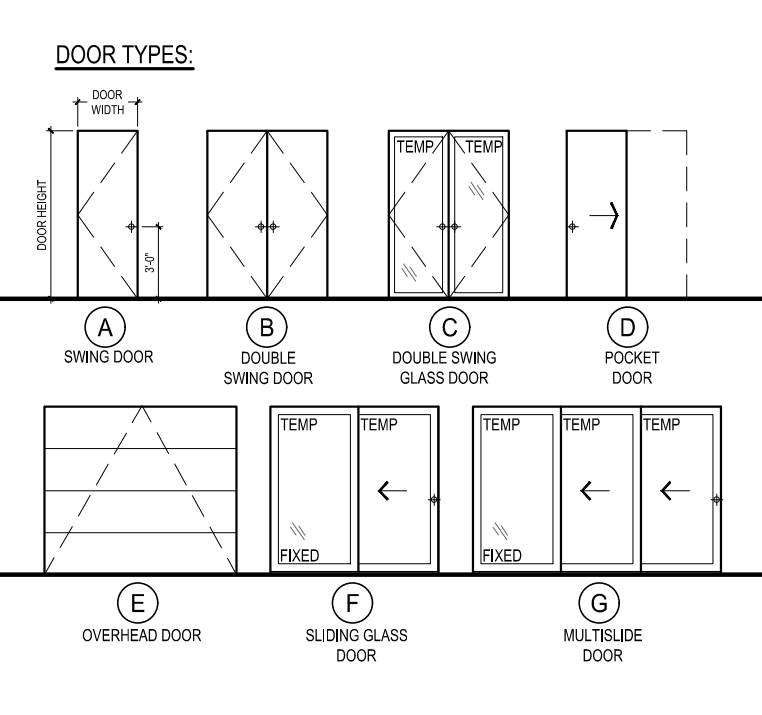 DOOR TYPES:
DOOR
WIDTH
DOOR HEIGHT
3'-0"
TEMP TEMP
A B C D
SWING DOOR
DOUBLE
SWING DOOR
DOUBLE SWING
GLASS DOOR
POCKET
DOOR
TEMP TEMP
FIXED
TEMP TEMP TEMP
FIXED
E F G
OVERHEAD DOOR
SLIDING GLASS
DOOR
MULTISLIDE
DOOR